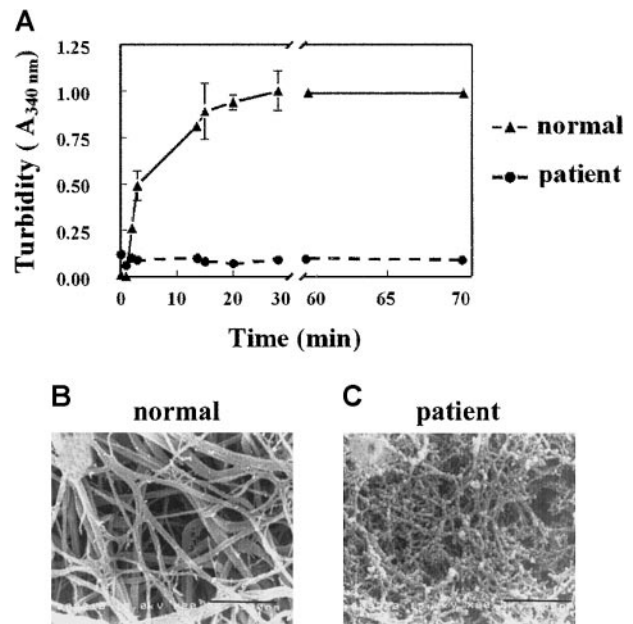 A
Turbidity ( A340 nm)
1.25
1.00
0.75
0.50
0.25
0.00
0 10 20 30 60 65 70
Time (min)
normal
patient
B normal
C patient